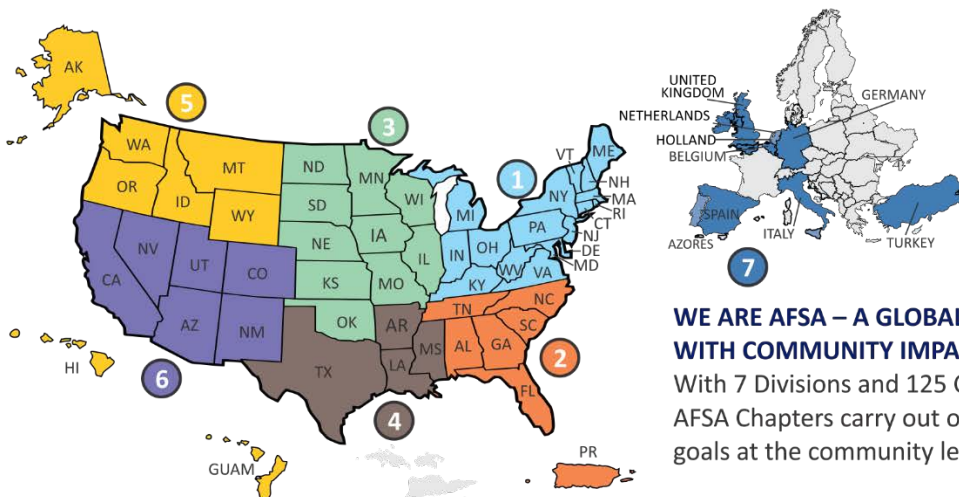 AK
5
WA
OR
ID
MT
WY
3
ND
SD
NE
KS
OK
MN
IA
MO
WI
IL
1
MI
IN
OH
KY
WV
VA
PA
NY
VT
ME
NH
MA
RI
CT
NJ
DE
MD
CA
NV
UT
CO
AZ
NM
6
TX
AR
LA
MS
4
TN
NC
SC
AL
GA
FL
2
HI
GUAM
PR
UNITED
KINGDOM
NETHERLANDS
HOLLAND
BELGIUM
GERMANY
SPAIN
AZORES
ITALY
TURKEY
7
WE ARE AFSA – A GLOBAL
WITH COMMUNITY IMPA
With 7 Divisions and 125
AFSA Chapters carry out
goals at the community